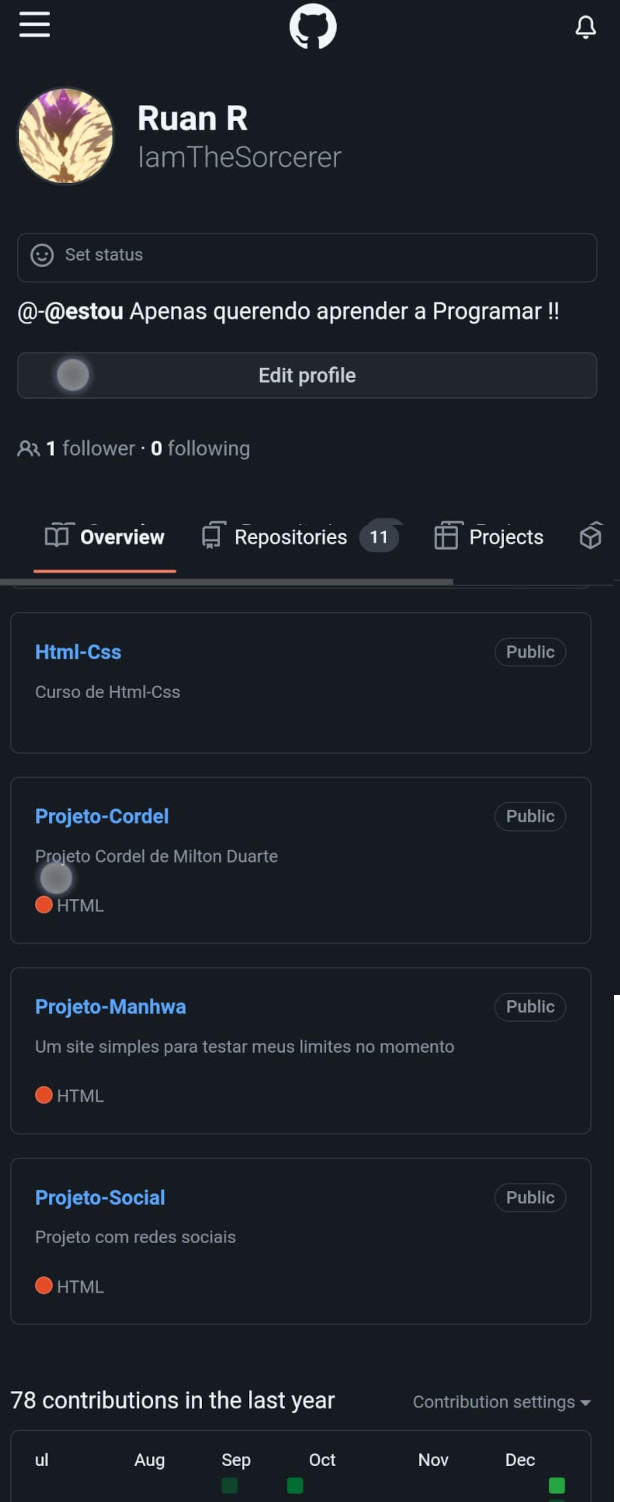 Ruan R
IamTheSorcerer
Set status
@-@estou Apenas querendo aprender a Programar !!
Edit profile
1 follower · 0 following
Overview Repositories 11 Projects
Html-Css Public
Curso de Html-Css
Projeto-Cordel Public
Projeto Cordel de Milton Duarte
HTML
Projeto-Manhwa Public
Um site simples para testar meus limites no momento
HTML
Projeto-Social Public
Projeto com redes sociais
HTML
78 contributions in the last year Contribution settings
ul Aug Sep Oct Nov Dec